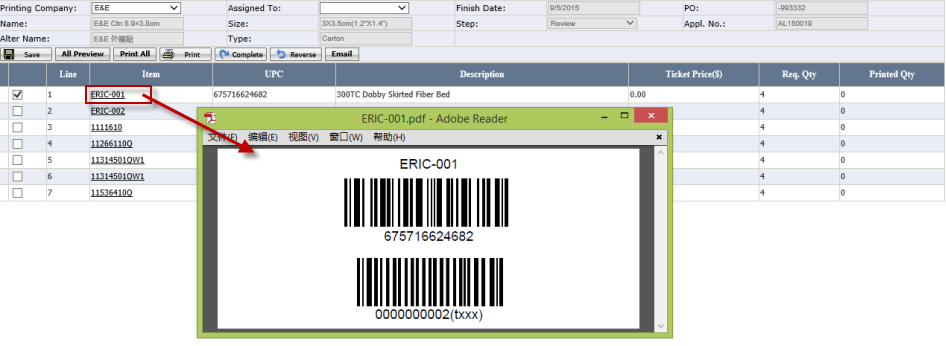 Printing Company: E&E Assigned To: Finish Date: 9/5/2015 PO: -993332
Name: E&E Ctn 8.9×3.8cm Size: 3X3.5cm(1.2"X1.4") Step: Review Appl. No.: AL150019
Alter Name: E&E 外箱贴 Type: Carton
Save All Preview Print All Print Complete Reverse Email
Line Item UPC Description Ticket Price($) Req. Qty Printed Qty
1 ERIC-001 675716624682 300TC Dobby Skirted Fiber Bed 0.00 4 0
2 ERIC-002 4 0
3 1111610 4 0
4 11266110Q 4 0
5 11314501QW1 4 0
6 11314501QW1 4 0
7 11536410Q 4 0
ERIC-001.pdf - Adobe Reader
文件(F) 编辑(E) 视图(V) 窗口(W) 帮助(H)
ERIC-001
675716624682
0000000002(txxx)